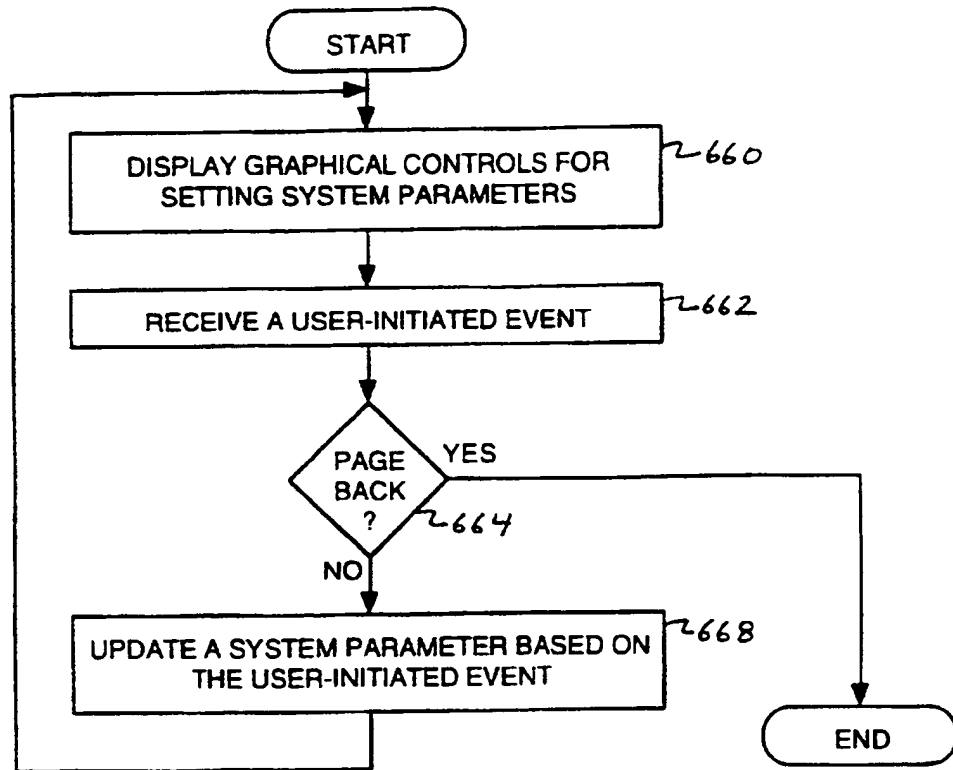 START
DISPLAY GRAPHICAL CONTROLS FOR
SETTING SYSTEM PARAMETERS
660
RECEIVE A USER-INITIATED EVENT
662
PAGE
BACK
?
YES
664
NO
UPDATE A SYSTEM PARAMETER BASED ON
THE USER-INITIATED EVENT
668
END